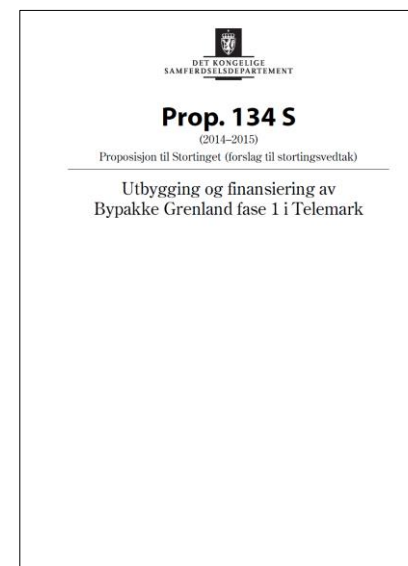 DET KONGELIGE
SAMFERDSELSDEPARTEMENT
Prop. 134 S
(2014–2015)
Proposisjon til Stortinget (forslag til stortingsvedtak)
Utbygging og finansiering av
Bypakke Grenland fase 1 i Telemark